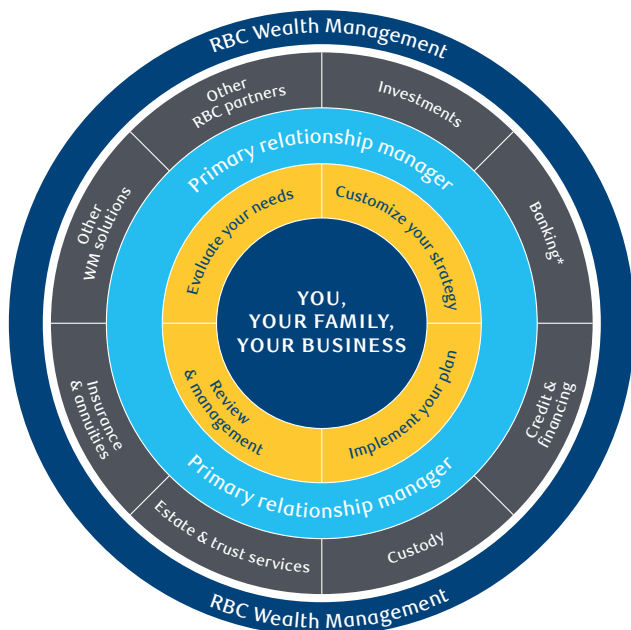 RBC Wealth Management
Other
RBC partners
Investments
Banking*
Credit &
financing
Custody
Estate & trust services
Insurance
& annuities
Other
WM solutions
Primary relationship manager
Evaluate your needs
Customize your strategy
Implement your plan
Review
& management
YOU,
YOUR FAMILY,
YOUR BUSINESS
Primary relationship manager
RBC Wealth Management